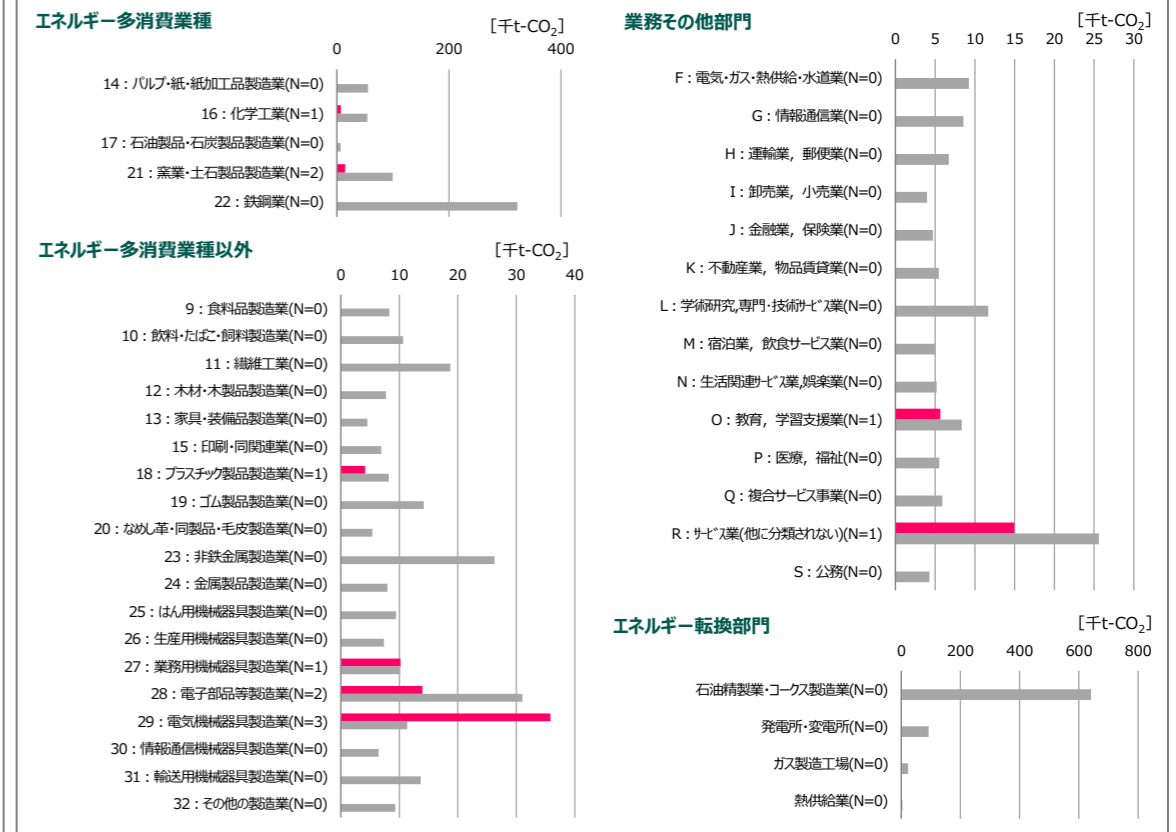 エネルギー多消費業種
[千t-CO₂]
0 200 400
14：パルプ・紙・紙加工品製造業(N=0)
16：化学工業(N=1)
17：石油製品・石炭製品製造業(N=0)
21：窯業・土石製品製造業(N=2)
22：鉄鋼業(N=0)
エネルギー多消費業種以外
[千t-CO₂]
0 10 20 30 40
9：食料品製造業(N=0)
10：飲料・たばこ・飼料製造業(N=0)
11：繊維工業(N=0)
12：木材・木製品製造業(N=0)
13：家具・装備品製造業(N=0)
15：印刷・同関連業(N=0)
18：プラスチック製品製造業(N=1)
19：ゴム製品製造業(N=0)
20：なめし革・同製品・毛皮製造業(N=0)
23：非鉄金属製造業(N=0)
24：金属製品製造業(N=0)
25：はん用機械器具製造業(N=0)
26：生産用機械器具製造業(N=0)
27：業務用機械器具製造業(N=1)
28：電子部品等製造業(N=2)
29：電気機械器具製造業(N=3)
30：情報通信機械器具製造業(N=0)
31：輸送用機械器具製造業(N=0)
32：その他の製造業(N=0)
業務その他部門
[千t-CO₂]
0 5 10 15 20 25 30
F：電気・ガス・熱供給・水道業(N=0)
G：情報通信業(N=0)
H：運輸業，郵便業(N=0)
I：卸売業，小売業(N=0)
J：金融業，保険業(N=0)
K：不動産業，物品賃貸業(N=0)
L：学術研究,専門・技術サービス業(N=0)
M：宿泊業，飲食サービス業(N=0)
N：生活関連サービス業,娯楽業(N=0)
O：教育，学習支援業(N=1)
P：医療，福祉(N=0)
Q：複合サービス事業(N=0)
R：サービス業(他に分類されない)(N=1)
S：公務(N=0)
エネルギー転換部門
[千t-CO₂]
0 200 400 600 800
石油精製業・コークス製造業(N=0)
発電所・変電所(N=0)
ガス製造工場(N=0)
熱供給業(N=0)